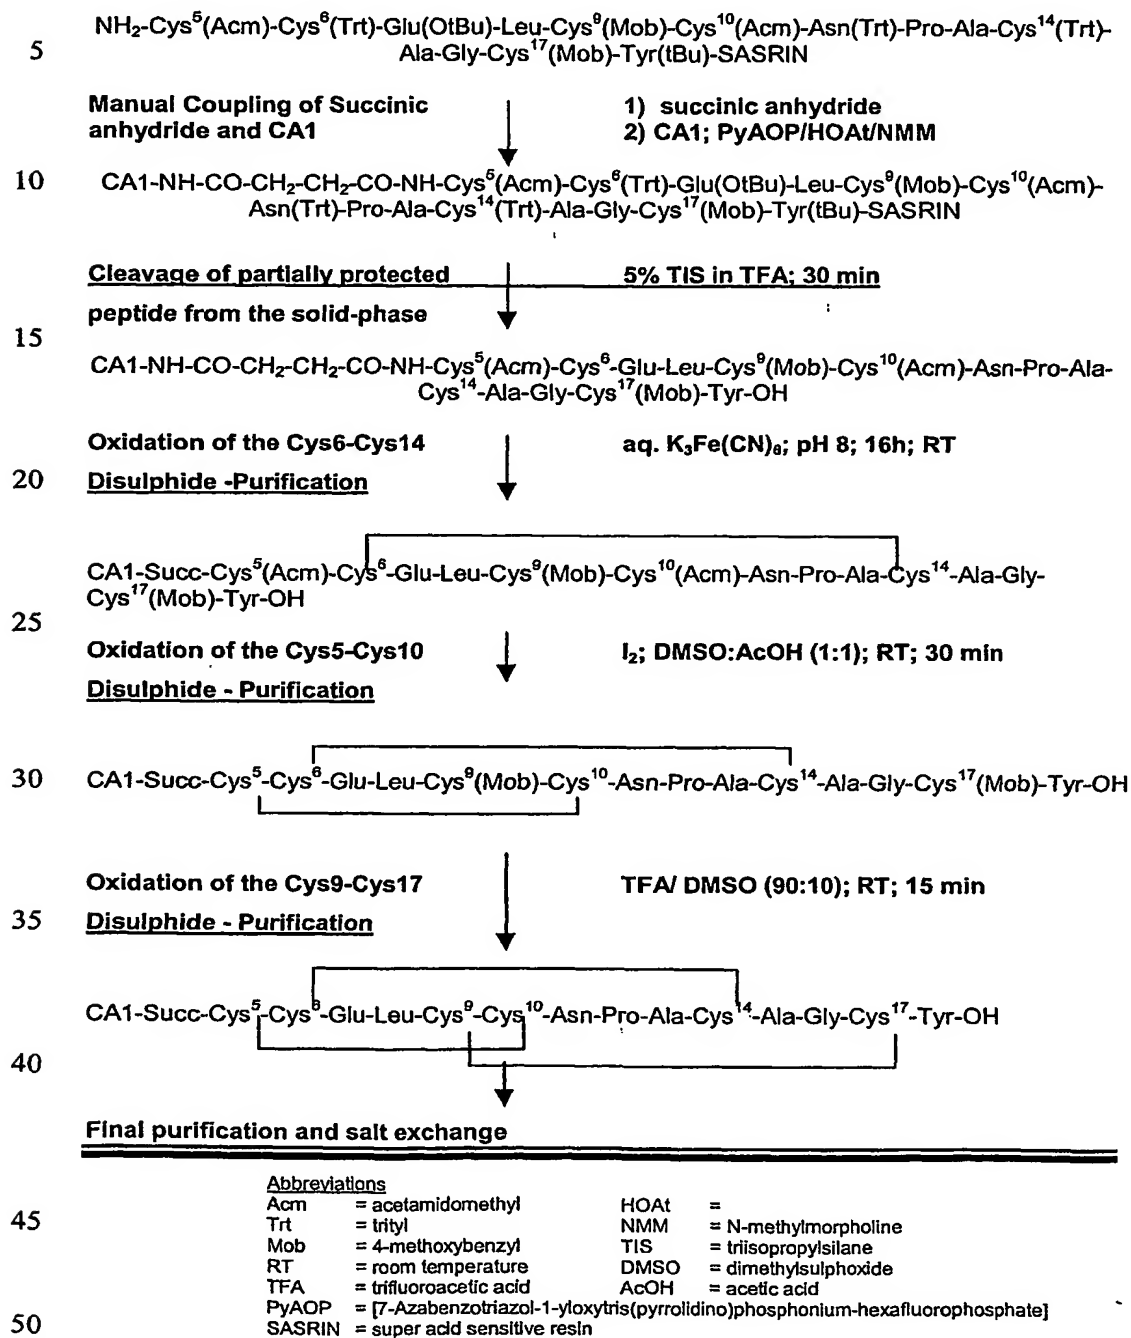 NH₂-Cys⁵(Acm)-Cys⁶(Trt)-Glu(OtBu)-Leu-Cys⁹(Mob)-Cys¹⁰(Acm)-Asn(Trt)-Pro-Ala-Cys¹⁴(Trt)-
5 Ala-Gly-Cys¹⁷(Mob)-Tyr(tBu)-SASRIN
Manual Coupling of Succinic 1) succinic anhydride
anhydride and CA1 2) CA1; PyAOP/HOAt/NMM
10 CA1-NH-CO-CH₂-CH₂-CO-NH-Cys⁵(Acm)-Cys⁶(Trt)-Glu(OtBu)-Leu-Cys⁹(Mob)-Cys¹⁰(Acm)-
Asn(Trt)-Pro-Ala-Cys¹⁴(Trt)-Ala-Gly-Cys¹⁷(Mob)-Tyr(tBu)-SASRIN
Cleavage of partially protected 5% TIS in TFA; 30 min
peptide from the solid-phase
15
CA1-NH-CO-CH₂-CH₂-CO-NH-Cys⁵(Acm)-Cys⁶-Glu-Leu-Cys⁹(Mob)-Cys¹⁰(Acm)-Asn-Pro-Ala-
Cys¹⁴-Ala-Gly-Cys¹⁷(Mob)-Tyr-OH
Oxidation of the Cys6-Cys14 aq. K₃Fe(CN)₆; pH 8; 16h; RT
20 Disulphide -Purification
CA1-Succ-Cys⁵(Acm)-Cys⁶-Glu-Leu-Cys⁹(Mob)-Cys¹⁰(Acm)-Asn-Pro-Ala-Cys¹⁴-Ala-Gly-
Cys¹⁷(Mob)-Tyr-OH
25
Oxidation of the Cys5-Cys10 I₂; DMSO:AcOH (1:1); RT; 30 min
Disulphide - Purification
30 CA1-Succ-Cys⁵-Cys⁶-Glu-Leu-Cys⁹(Mob)-Cys¹⁰-Asn-Pro-Ala-Cys¹⁴-Ala-Gly-Cys¹⁷(Mob)-Tyr-OH
Oxidation of the Cys9-Cys17 TFA/ DMSO (90:10); RT; 15 min
35 Disulphide - Purification
CA1-Succ-Cys⁵-Cys⁶-Glu-Leu-Cys⁹-Cys¹⁰-Asn-Pro-Ala-Cys¹⁴-Ala-Gly-Cys¹⁷-Tyr-OH
40
Final purification and salt exchange
Abbreviations
Acm = acetamidomethyl HOAt =
45 Trt = trityl NMM = N-methylmorpholine
Mob = 4-methoxybenzyl TIS = triisopropylsilane
RT = room temperature DMSO = dimethylsulphoxide
TFA = trifluoroacetic acid AcOH = acetic acid
PyAOP = [7-Azabenzotriazol-1-yloxytris(pyrrolidino)phosphonium-hexafluorophosphate]
50 SASRIN = super acid sensitive resin